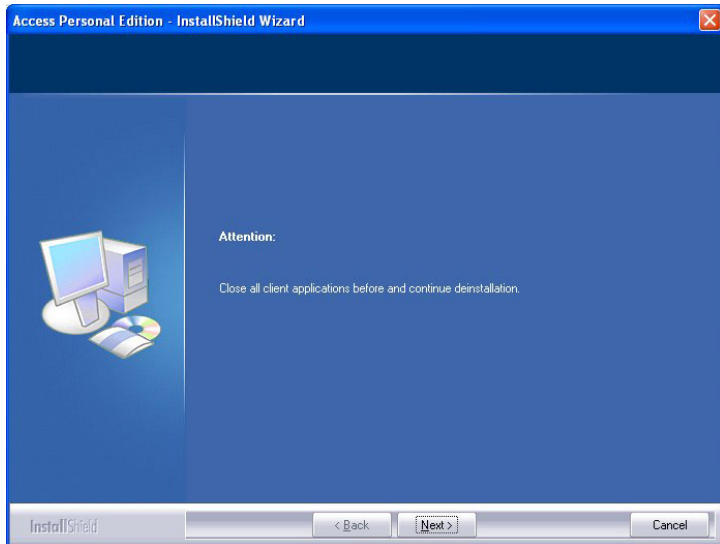 Access Personal Edition - InstallShield Wizard
Attention:
Close all client applications before and continue deinstallation.
InstallShield
< Back
Next >
Cancel